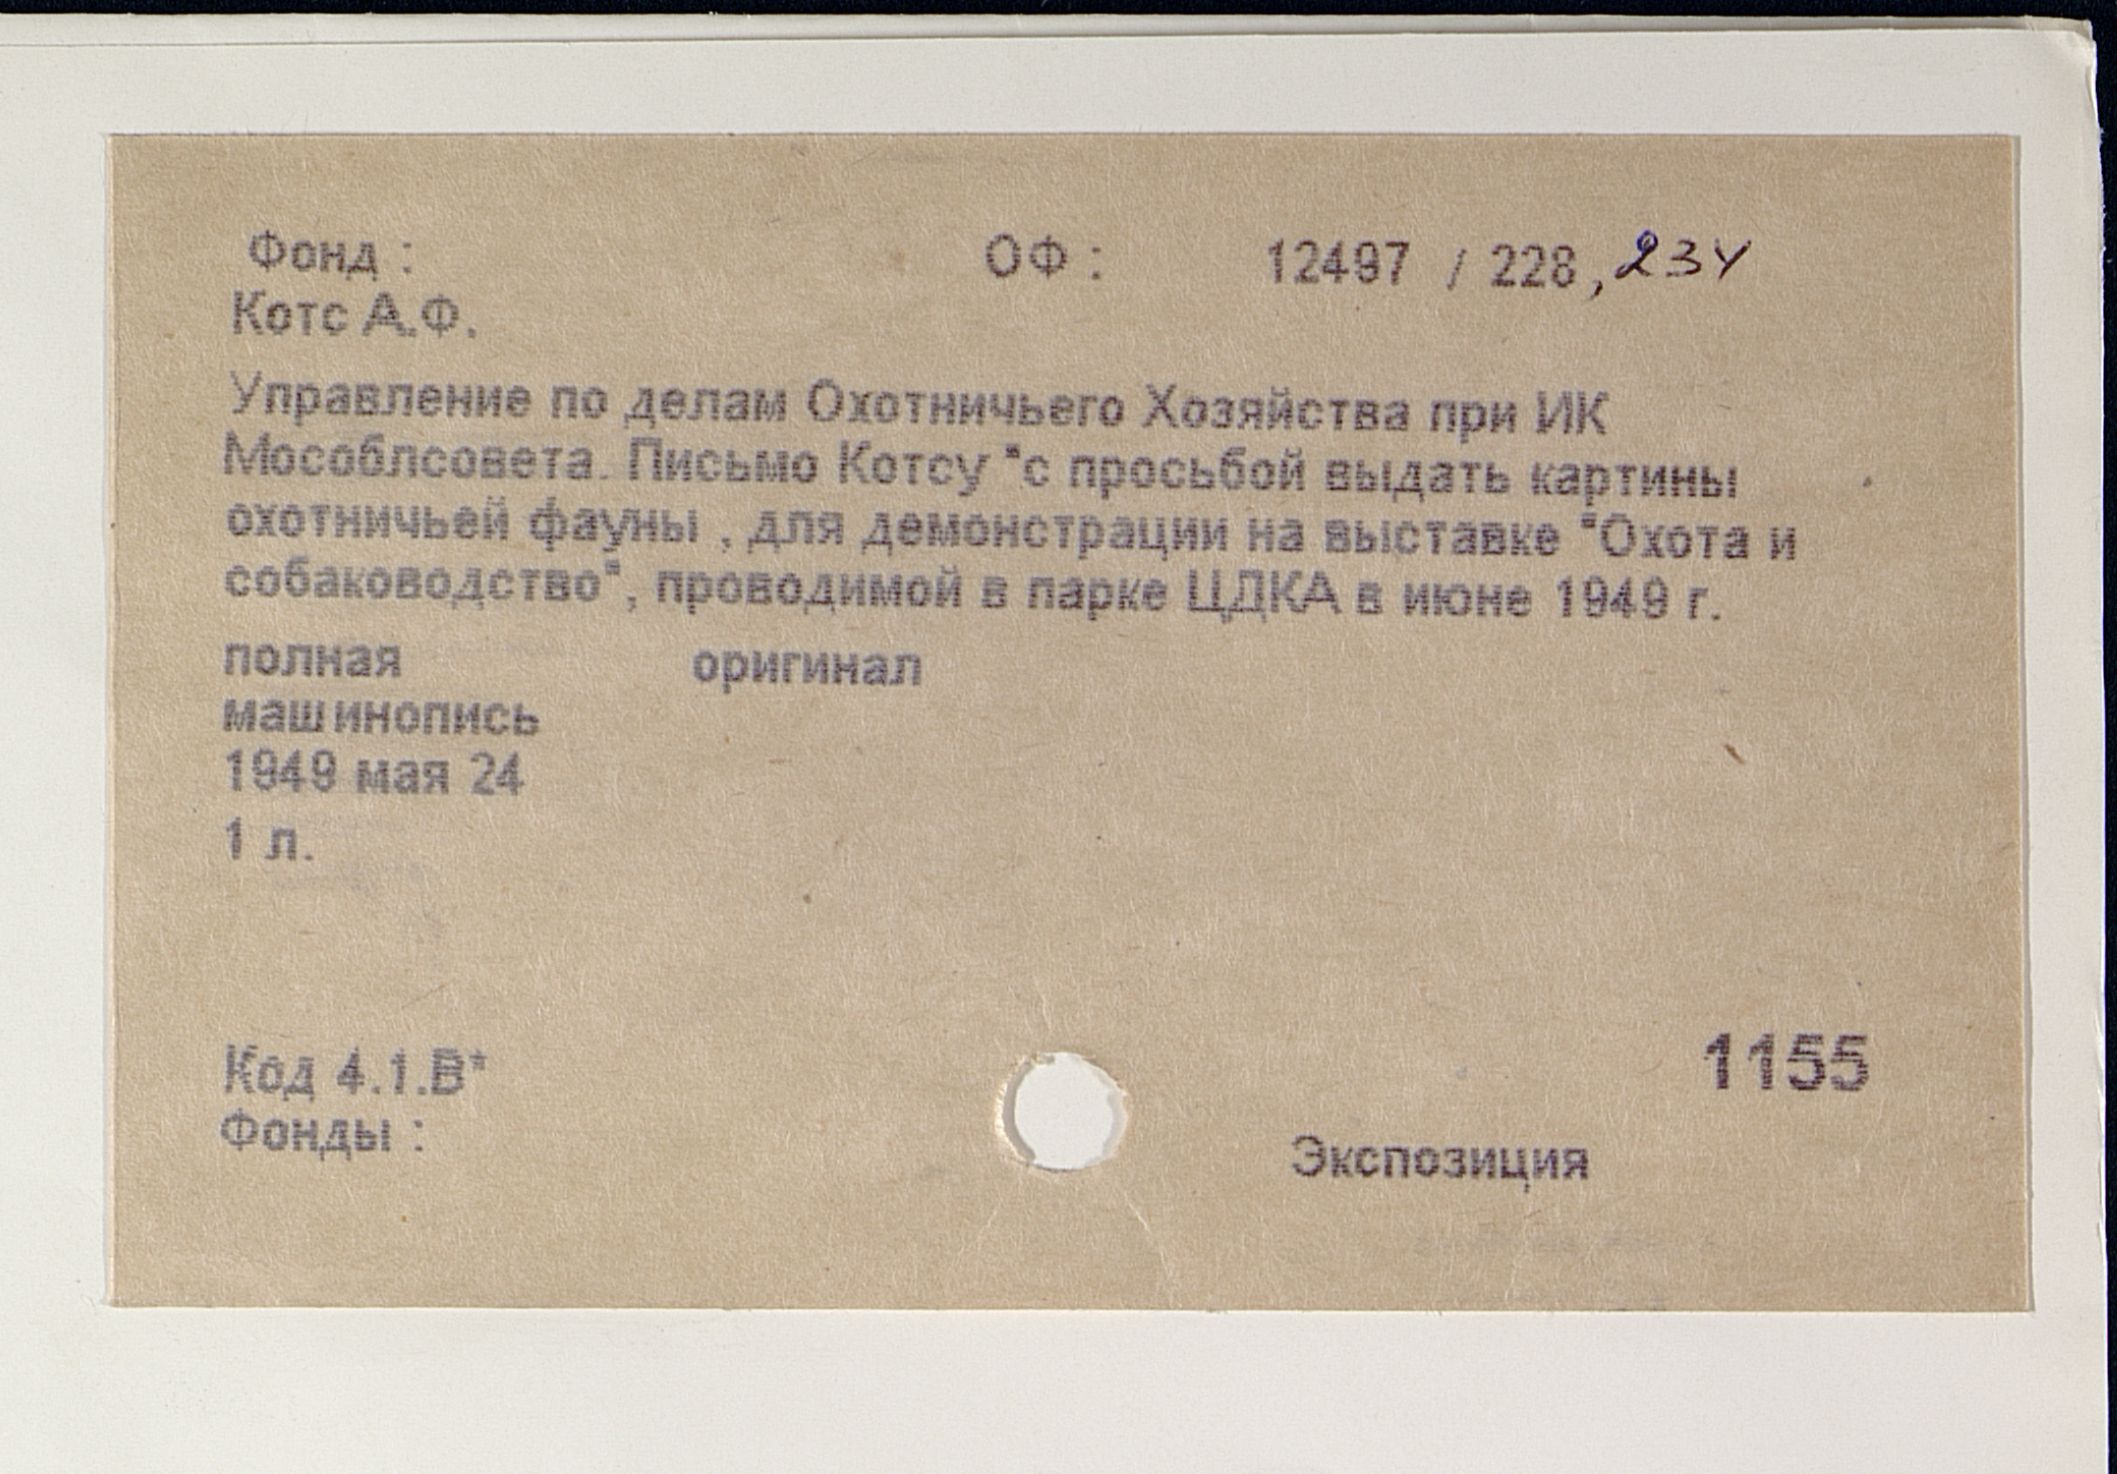 Фонд : ОФ : 12497 / 228, 234
Котс А.Ф.
Управление по делам Охотничьего Хозяйства при ИК
Мособлсовета. Письмо Котсу "с просьбой выдать картины
охотничьей фауны , для демонстрации на выставке "Охота и
собаководство", проводимой в парке ЦДКА в июне 1949 г.
полная оригинал
машинопись
1949 мая 24
1 л.
Код 4.1.В* 1155
Фонды :
Экспозиция